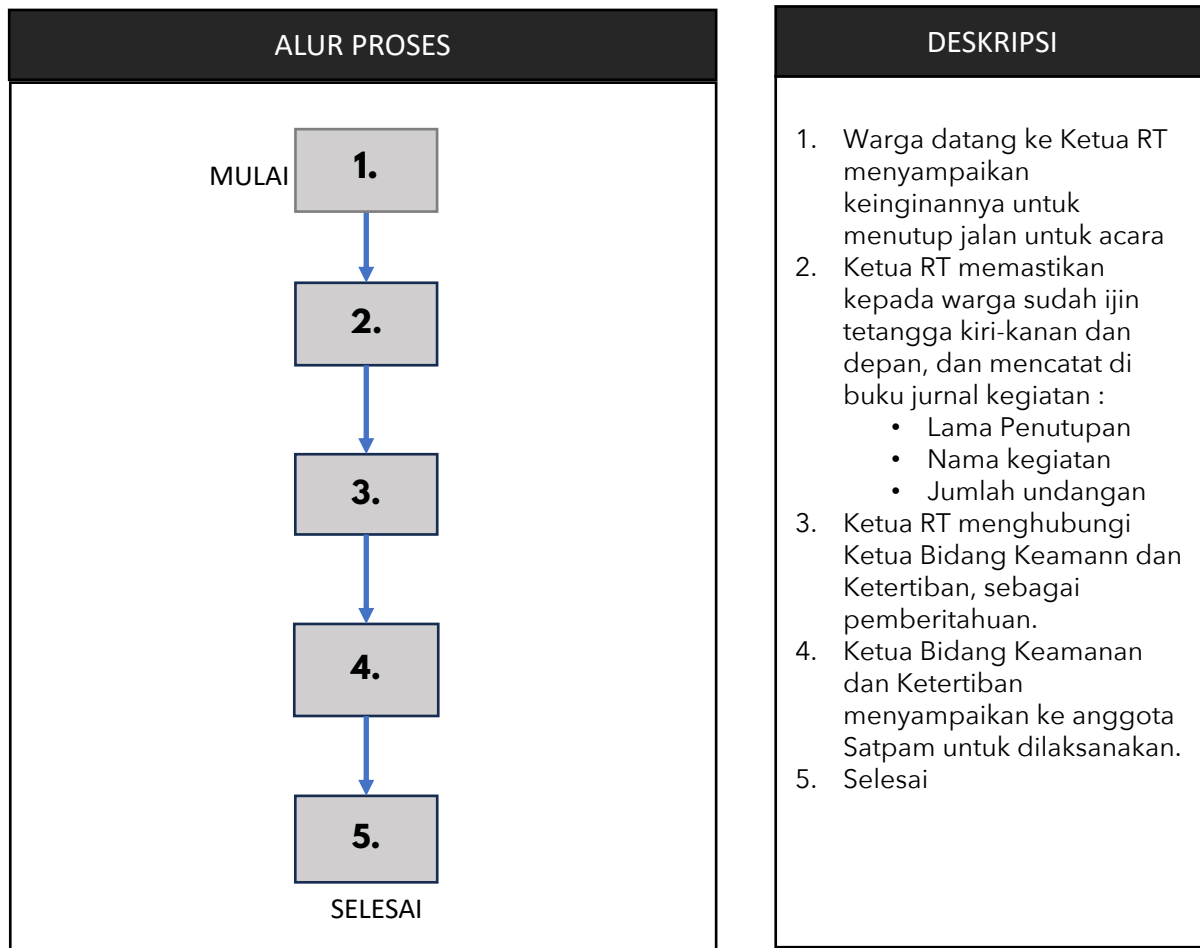 ALUR PROSES
MULAI
1.
2.
3.
4.
5.
SELESAI
DESKRIPSI
1. Warga datang ke Ketua RT
menyampaikan
keinginannya untuk
menutup jalan untuk acara
2. Ketua RT memastikan
kepada warga sudah ijin
tetangga kiri-kanan dan
depan, dan mencatat di
buku jurnal kegiatan :
• Lama Penutupan
• Nama kegiatan
• Jumlah undangan
3. Ketua RT menghubungi
Ketua Bidang Keamann dan
Ketertiban, sebagai
pemberitahuan.
4. Ketua Bidang Keamanan
dan Ketertiban
menyampaikan ke anggota
Satpam untuk dilaksanakan.
5. Selesai